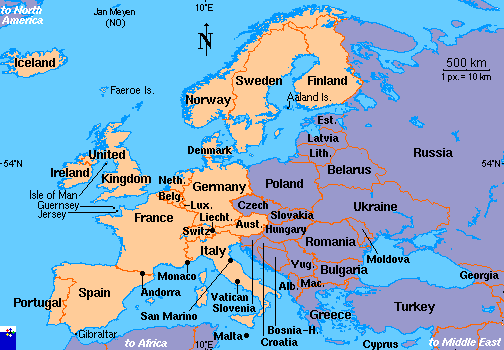 to North
America
Jan Meyen
(NO)
10°E
N
Iceland
500 km
1 px. = 10 km
Sweden
Finland
Norway
Faeroe Is.
Aaland Is.
Est.
Latvia
Lith.
Denmark
Russia
-54°N
54°N-
United
Kingdom
Ireland
Belarus
Isle of Man
Guernsey
Jersey
Neth.
Belg.
Germany
Poland
Lux.
Czech
Ukraine
France
Liecht.
Slovakia
Switz.
Aust.
Hungary
Italy
Romania
Moldova
Monaco
Yug.
Bulgaria
Georgia
Andorra
Alb.
Mac.
Portugal
Spain
San Marino
Vatican
Slovenia
Greece
Turkey
Gibraltar
Malta
Bosnia-H.
Croatia
Cyprus
to Africa
10°E
to Middle East